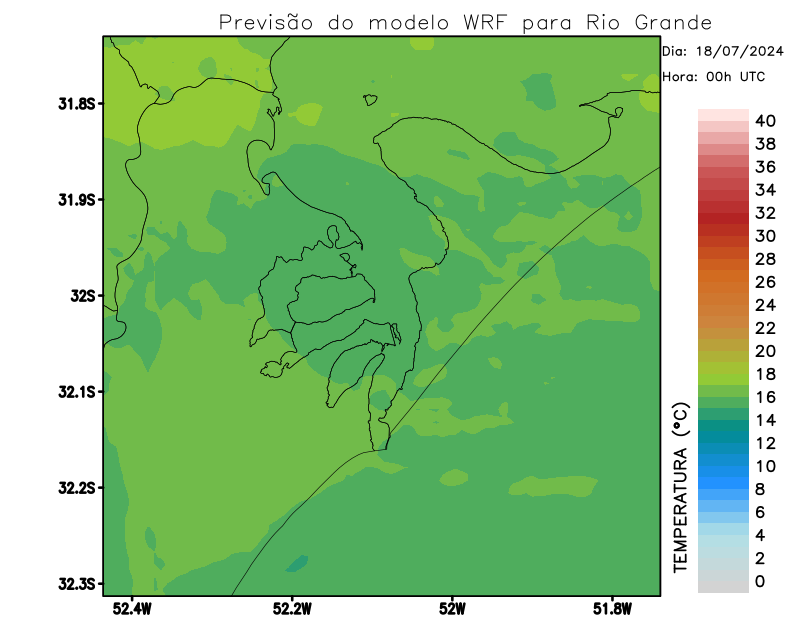 Previsão do modelo WRF para Rio Grande
Dia: 18/07/2024
Hora: 00h UTC
31.8S
31.9S
32S
32.1S
32.2S
32.3S
52.4W
52.2W
52W
51.8W
TEMPERATURA (°C)
40
38
36
34
32
30
28
26
24
22
20
18
16
14
12
10
8
6
4
2
0